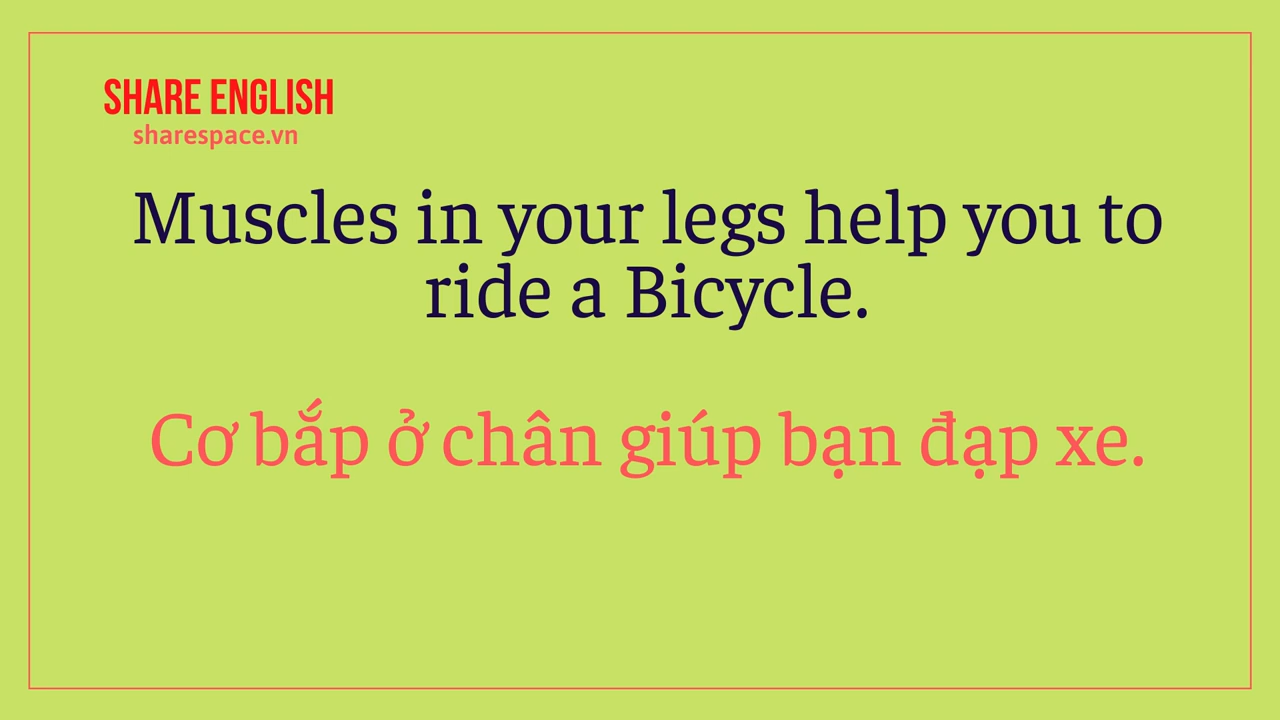 SHARE ENGLISH
sharespace.vn
Muscles in your legs help you to
ride a Bicycle.
Cơ bắp ở chân giúp bạn đạp xe.